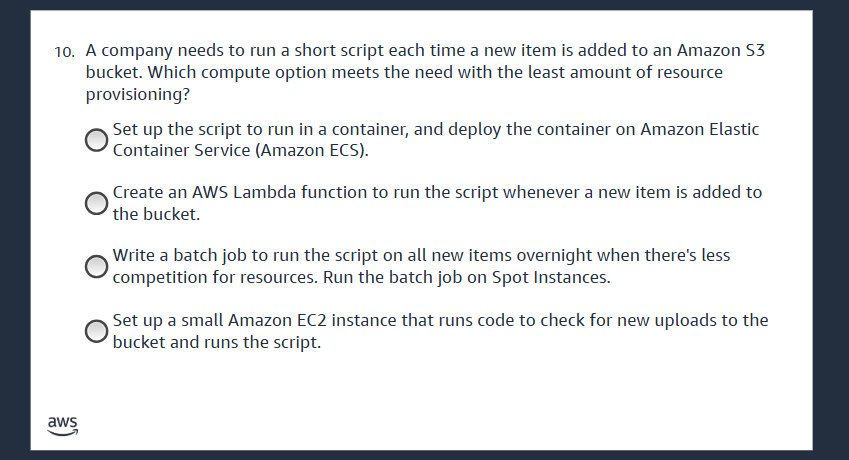 10. A company needs to run a short script each time a new item is added to an Amazon S3
bucket. Which compute option meets the need with the least amount of resource
provisioning?
Set up the script to run in a container, and deploy the container on Amazon Elastic
Container Service (Amazon ECS).
Create an AWS Lambda function to run the script whenever a new item is added to
the bucket.
Write a batch job to run the script on all new items overnight when there's less
competition for resources. Run the batch job on Spot Instances.
Set up a small Amazon EC2 instance that runs code to check for new uploads to the
bucket and runs the script.
aws